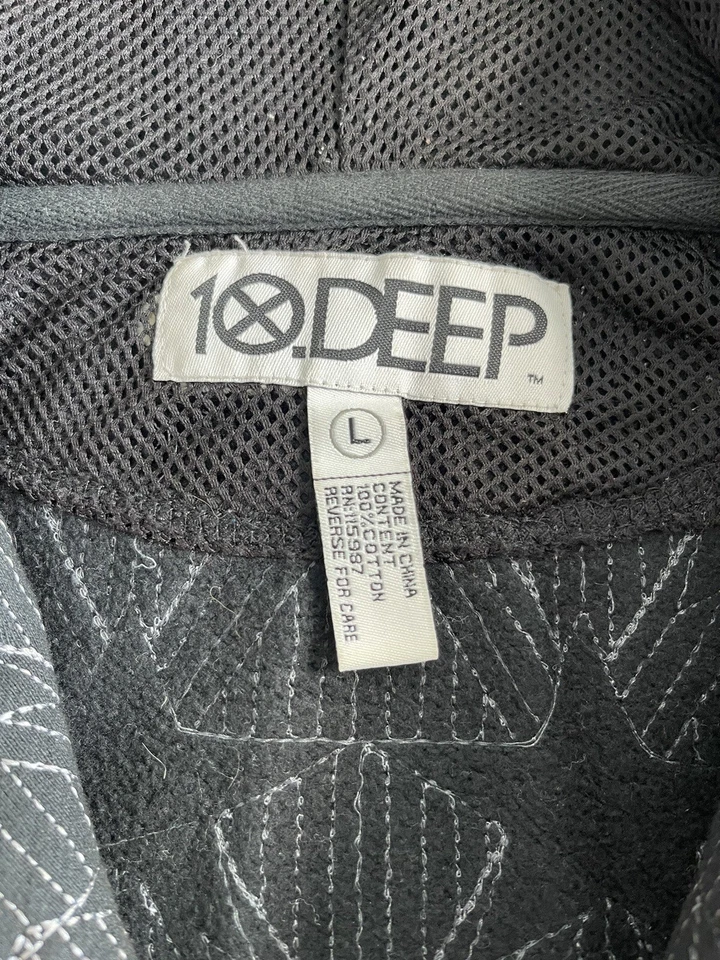 10.DEEP
TM
L
MADE IN CHINA
CONTENT
100% COTTON
RN:115987
REVERSE FOR CARE